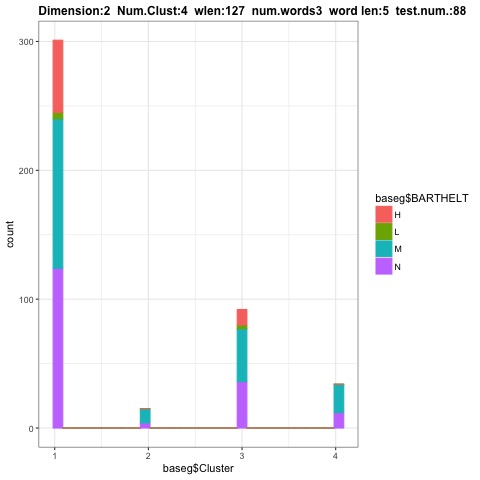 Dimension:2  Num.Clust:4  wlen:127  num.words3  word len:5  test.num.:88
300
200
100
0
count
1 2 3 4
baseg$Cluster
baseg$BARTHELT
H
L
M
N